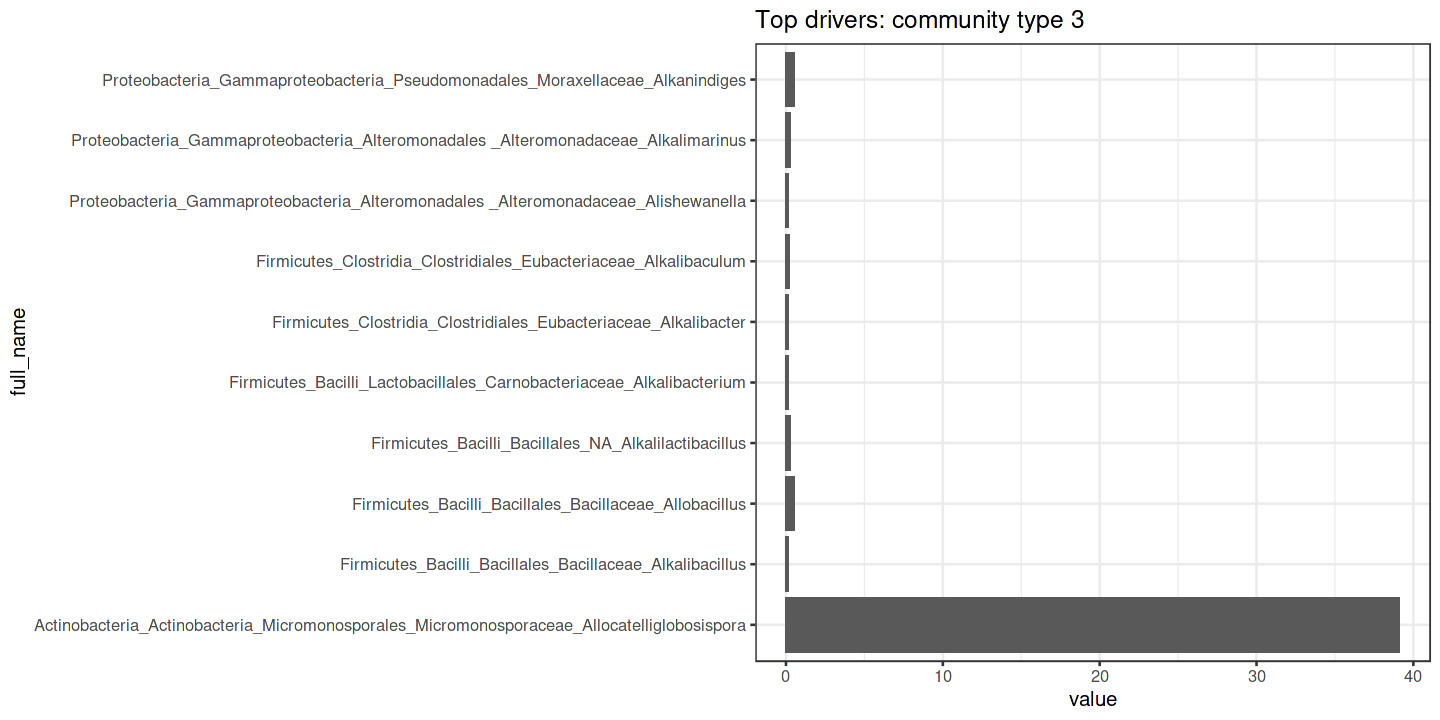 Top drivers: community type 3
Proteobacteria_Gammaproteobacteria_Pseudomonadales_Moraxellaceae_Alkanindiges
Proteobacteria_Gammaproteobacteria_Alteromonadales _Alteromonadaceae_Alkalimarinus
Proteobacteria_Gammaproteobacteria_Alteromonadales _Alteromonadaceae_Alishewanella
Firmicutes_Clostridia_Clostridiales_Eubacteriaceae_Alkalibaculum
Firmicutes_Clostridia_Clostridiales_Eubacteriaceae_Alkalibacter
Firmicutes_Bacilli_Lactobacillales_Carnobacteriaceae_Alkalibacterium
Firmicutes_Bacilli_Bacillales_NA_Alkalilactibacillus
Firmicutes_Bacilli_Bacillales_Bacillaceae_Allobacillus
Firmicutes_Bacilli_Bacillales_Bacillaceae_Alkalibacillus
Actinobacteria_Actinobacteria_Micromonosporales_Micromonosporaceae_Allocatelliglobosispora
full_name
0 10 20 30 40
value